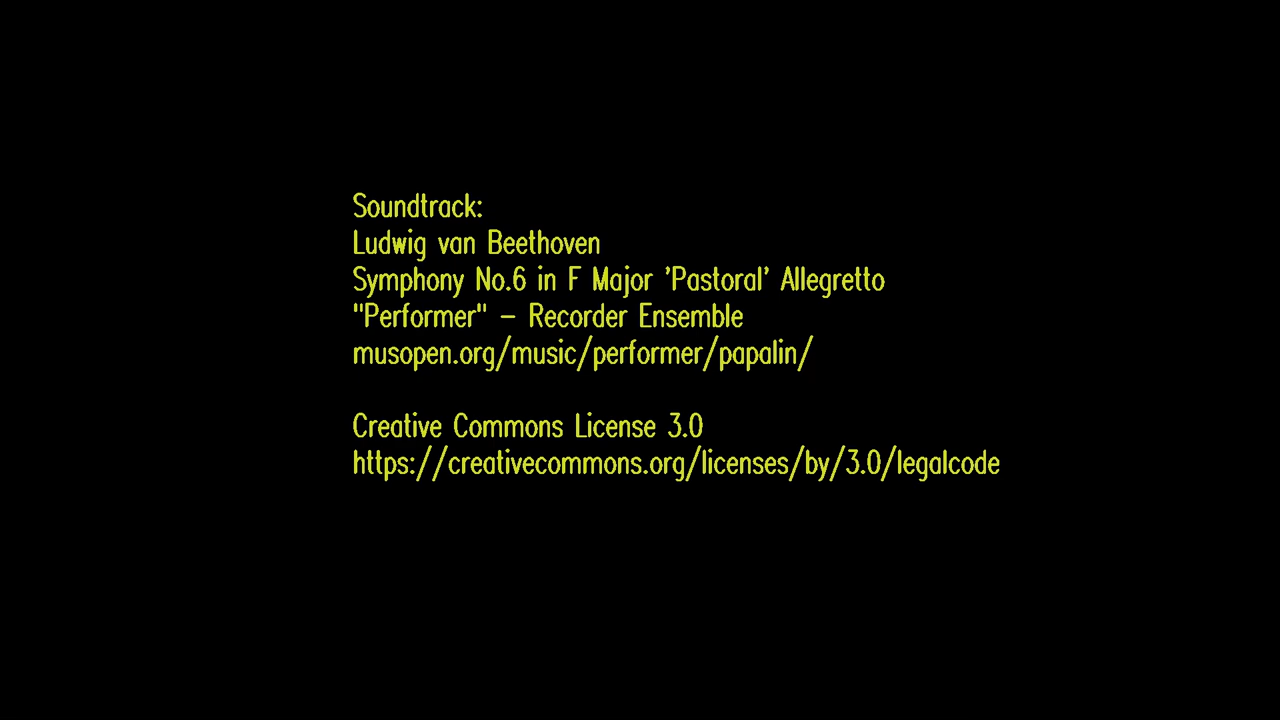 Soundtrack:
Ludwig van Beethoven
Symphony No.6 in F Major 'Pastoral' Allegretto
"Performer" – Recorder Ensemble
musopen.org/music/performer/papalin/
Creative Commons License 3.0
https://creativecommons.org/licenses/by/3.0/legalcode